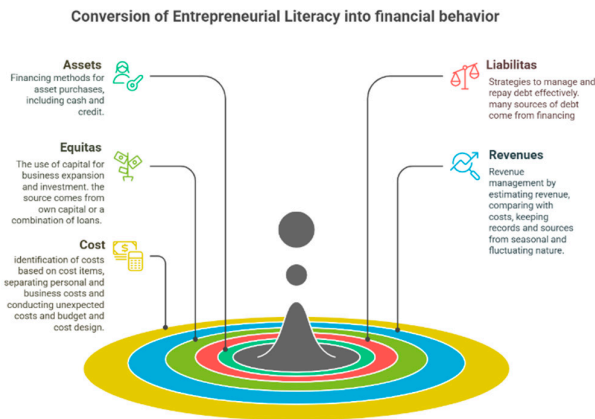 Conversion of Entrepreneurial Literacy into financial behavior
Assets
Financing methods for
asset purchases,
including cash and
credit.
Equitas
The use of capital for
business expansion
and investment. the
source comes from
own capital or a
combination of loans.
Cost
identification of costs
based on cost items,
separating personal and
business costs and
conducting unexpected
costs and budget and
cost design.
Liabilitas
Strategies to manage and
repay debt effectively.
many sources of debt
come from financing
Revenues
Revenue
management by
estimating revenue,
comparing with
costs, keeping
records and sources
from seasonal and
fluctuating nature.